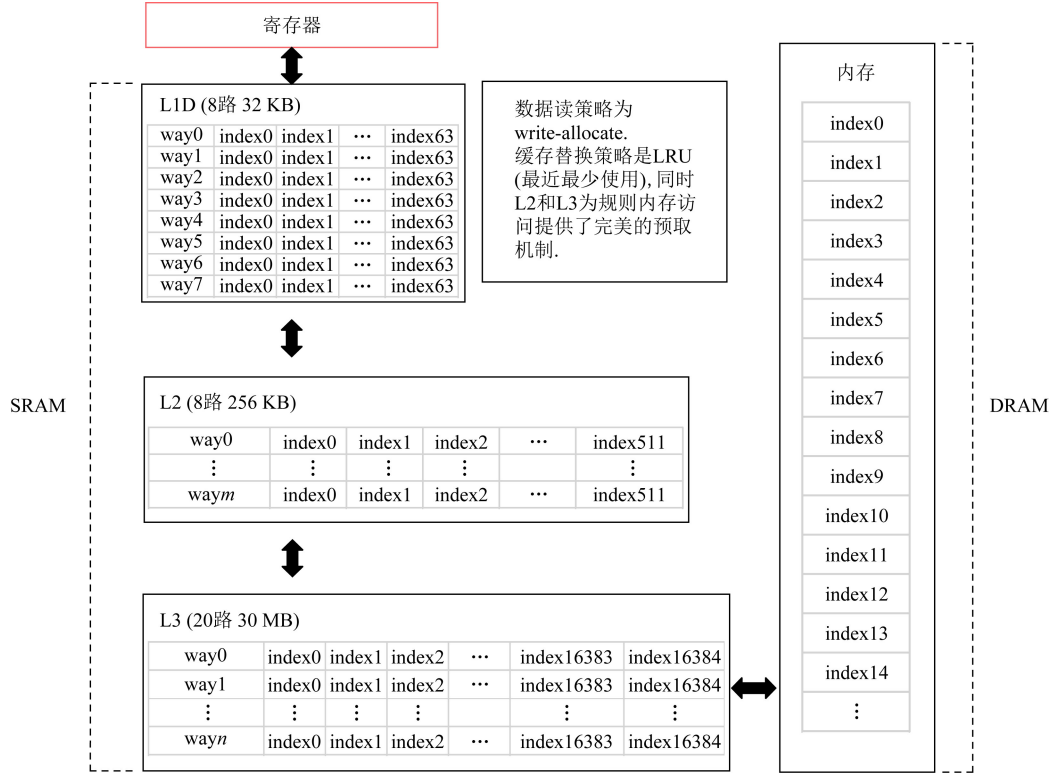 寄存器
L1D (8路 32 KB)
way0 index0 index1 ··· index63
way1 index0 index1 ··· index63
way2 index0 index1 ··· index63
way3 index0 index1 ··· index63
way4 index0 index1 ··· index63
way5 index0 index1 ··· index63
way6 index0 index1 ··· index63
way7 index0 index1 ··· index63
数据读策略为
write-allocate.
缓存替换策略是LRU
(最近最少使用), 同时
L2和L3为规则内存访
问提供了完美的预取
机制.
SRAM
L2 (8路 256 KB)
way0 index0 index1 index2 ··· index511
⋮ ⋮ ⋮ ⋮ ⋮
waym index0 index1 index2 ··· index511
L3 (20路 30 MB)
way0 index0 index1 index2 ··· index16383 index16384
way1 index0 index1 index2 ··· index16383 index16384
⋮ ⋮ ⋮ ⋮ ⋮ ⋮
wayn index0 index1 index2 ··· index16383 index16384
内存
index0
index1
index2
index3
index4
index5
index6
index7
index8
index9
index10
index11
index12
index13
index14
⋮
DRAM